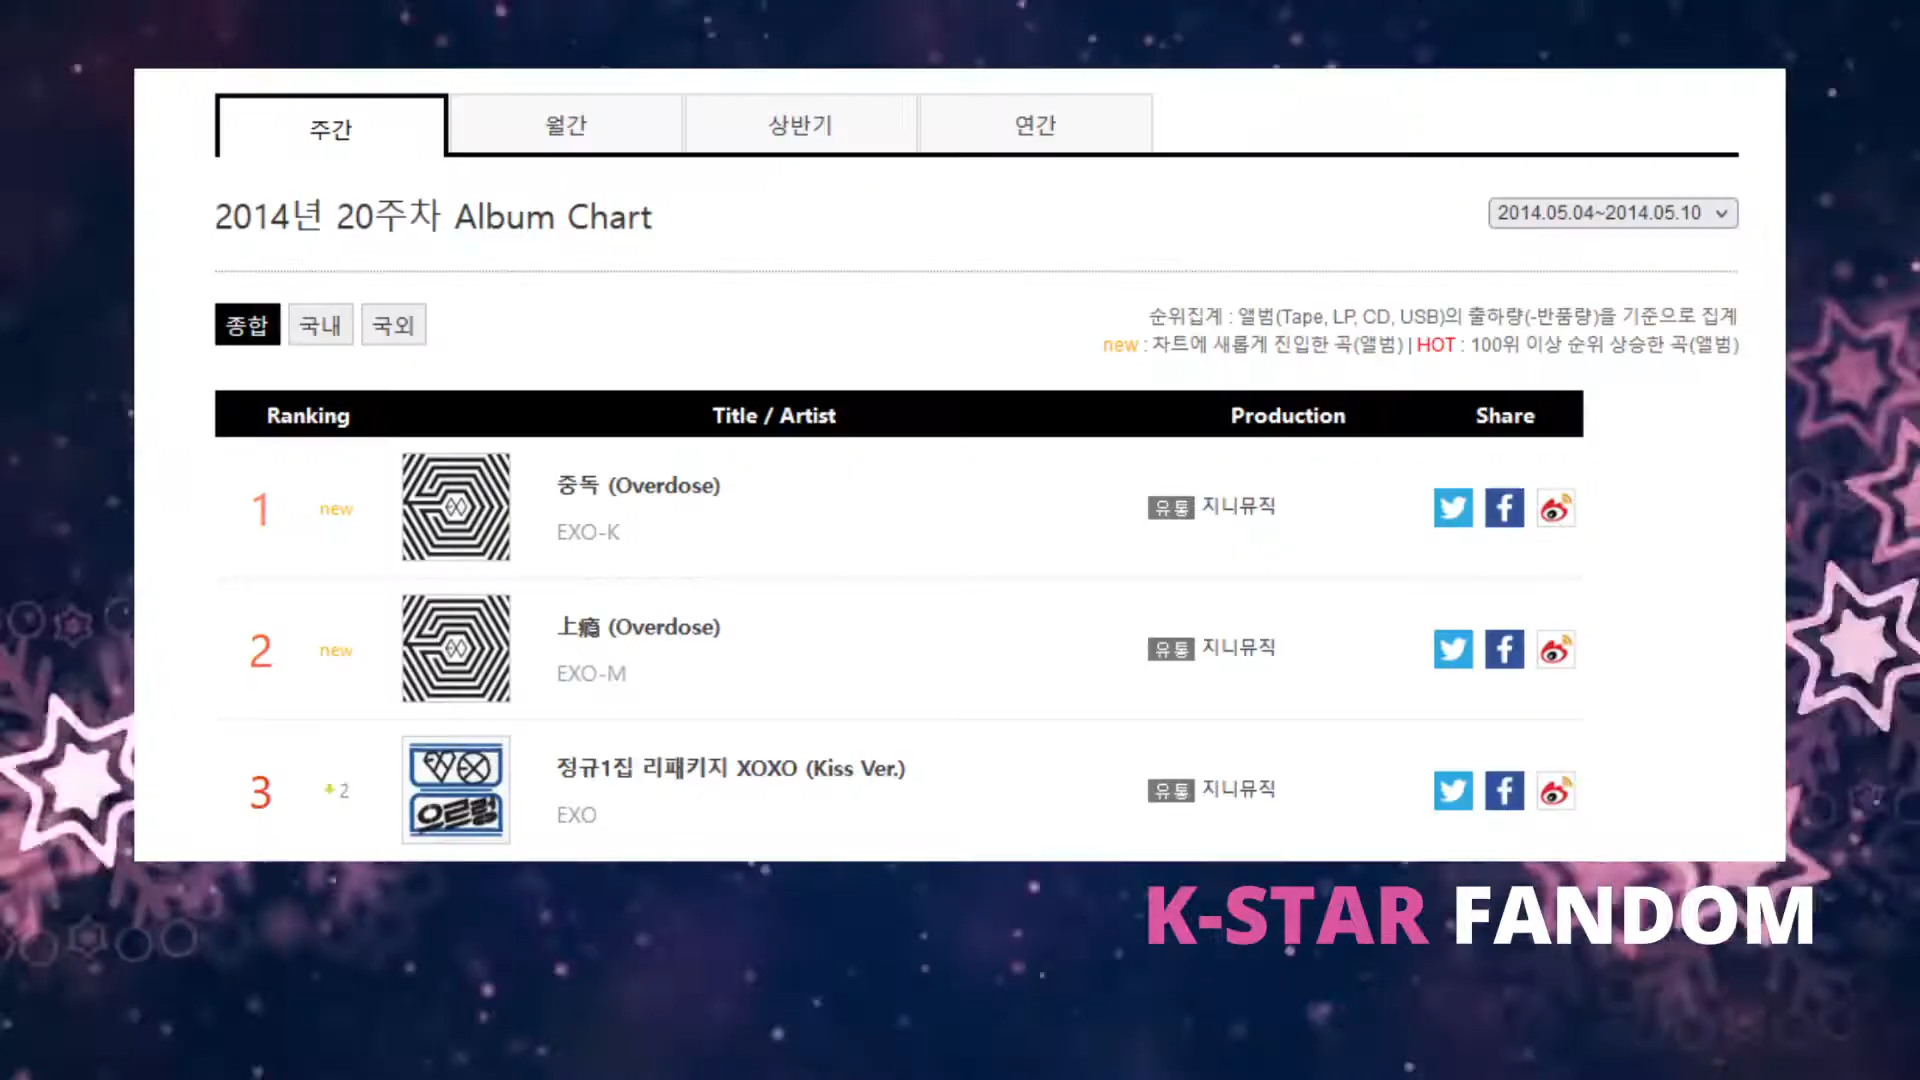 주간 월간 상반기 연간
2014년 20주차 Album Chart
2014.05.04~2014.05.10
종합 국내 국외
순위집계 : 앨범(Tape, LP, CD, USB)의 출하량(-반품량)을 기준으로 집계
new : 차트에 새롭게 진입한 곡(앨범) | HOT : 100위 이상 순위 상승한 곡(앨범)
Ranking Title / Artist Production Share
1 new EXO 중독 (Overdose) 유통 지니뮤직
EXO-K
2 new EXO 上瘾 (Overdose) 유통 지니뮤직
EXO-M
3 2 정규1집 리패키지 XOXO (Kiss Ver.) 유통 지니뮤직
으르렁 EXO
K-STAR FANDOM